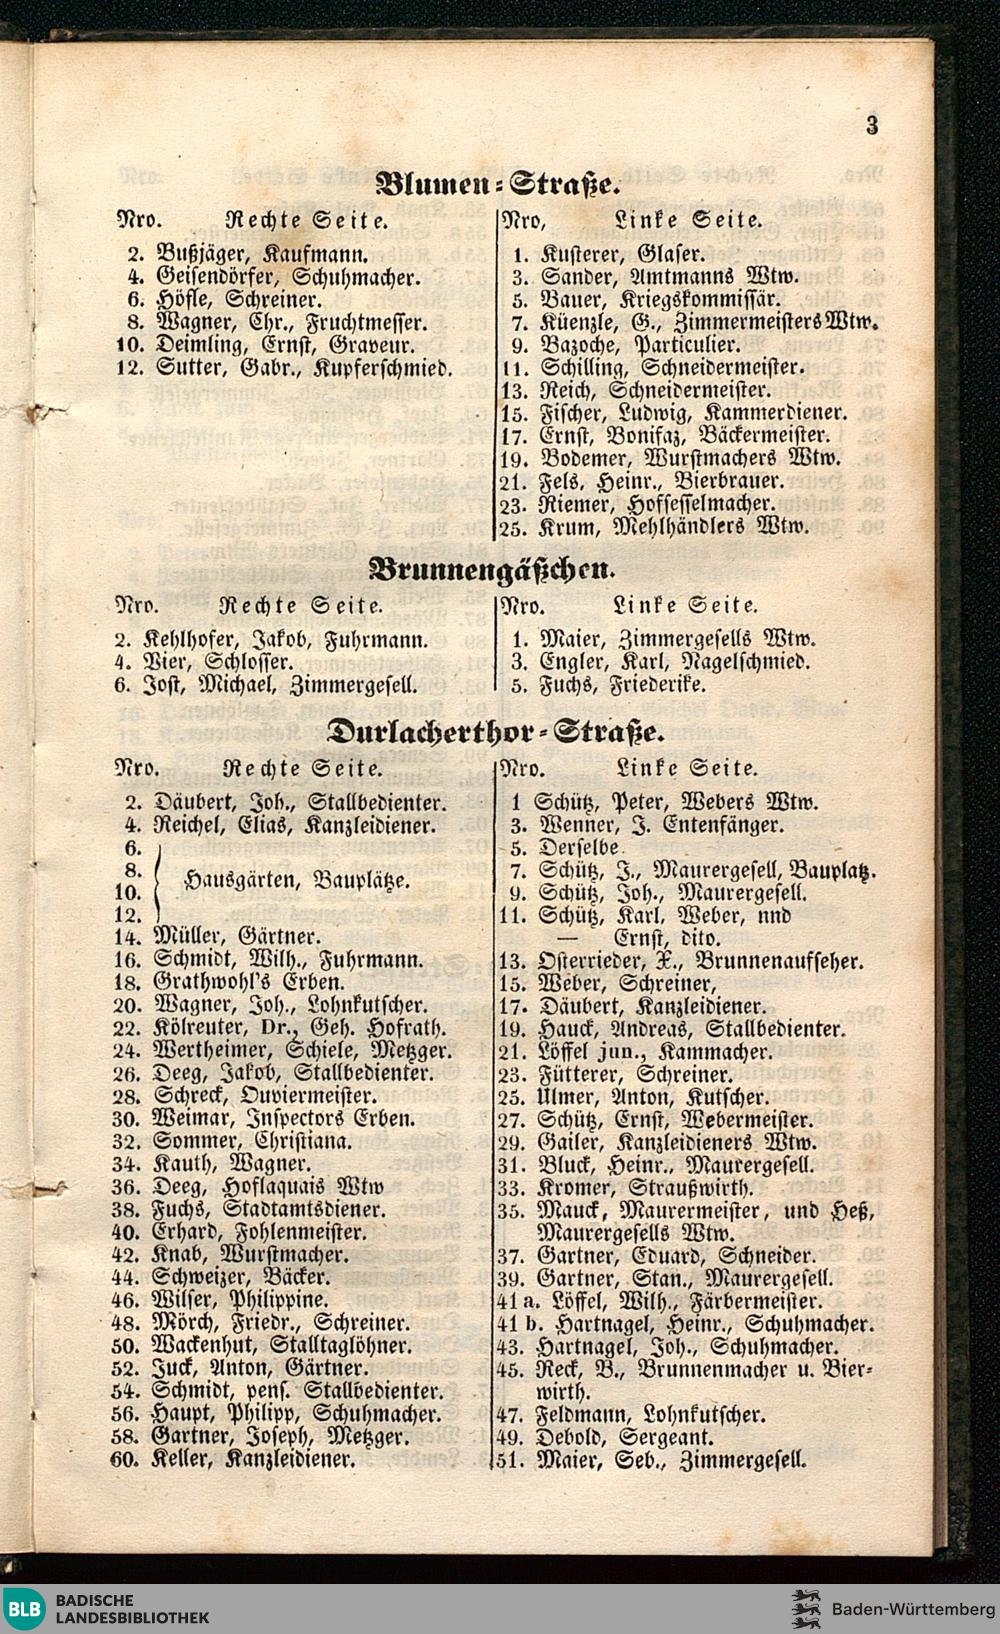 3
Blumen-Straße.
Nro. Rechte Seite.
2. Bußjäger, Kaufmann.
4. Geisendörfer, Schuhmacher.
6. Höfle, Schreiner.
8. Wagner, Chr., Fruchtmesser.
10. Deimling, Ernst, Graveur.
12. Sutter, Gabr., Kupferschmied.
Nro, Linke Seite.
1. Kusterer, Glaser.
3. Sander, Amtmanns Wtw.
5. Bauer, Kriegskommissär.
7. Küenzle, G., Zimmermeisters Wtw.
9. Bazoche, Particulier.
11. Schilling, Schneidermeister.
13. Reich, Schneidermeister.
15. Fischer, Ludwig, Kammerdiener.
17. Ernst, Bonifaz, Bäckermeister.
19. Bodemer, Wurstmachers Wtw.
21. Fels, Heinr., Bierbrauer.
23. Riemer, Hofsesselmacher.
25. Krum, Mehlhändlers Wtw.
Brunnengäßchen.
Nro. Rechte Seite.
2. Kehlhofer, Jakob, Fuhrmann.
4. Vier, Schlosser.
6. Jost, Michael, Zimmergesell.
Nro. Linke Seite.
1. Maier, Zimmergesells Wtw.
3. Engler, Karl, Nagelschmied.
5. Fuchs, Friederike.
Durlacherthor-Straße.
Nro. Rechte Seite.
2. Däubert, Joh., Stallbedienter.
4. Reichel, Elias, Kanzleidiener.
6.
8.
10. Hausgärten, Bauplätze.
12.
14. Müller, Gärtner.
16. Schmidt, Wilh., Fuhrmann.
18. Grathwohl's Erben.
20. Wagner, Joh., Lohnkutscher.
22. Kölreuter, Dr., Geh. Hofrath.
24. Wertheimer, Schiele, Metzger.
26. Deeg, Jakob, Stallbedienter.
28. Schreck, Ouviermeister.
30. Weimar, Inspectors Erben.
32. Sommer, Christiana.
34. Kauth, Wagner.
36. Deeg, Hoflaquais Wtw
38. Fuchs, Stadtamtsdiener.
40. Erhard, Fohlenmeister.
42. Knab, Wurstmacher.
44. Schweizer, Bäcker.
46. Wilser, Philippine.
48. Mörch, Friedr., Schreiner.
50. Wackenhut, Stalltaglöhner.
52. Juck, Anton, Gärtner.
54. Schmidt, pens. Stallbedienter.
56. Haupt, Philipp, Schuhmacher.
58. Gartner, Joseph, Metzger.
60. Keller, Kanzleidiener.
Nro. Linke Seite.
1 Schütz, Peter, Webers Wtw.
3. Wenner, J. Entenfänger.
5. Derselbe.
7. Schütz, J., Maurergesell, Bauplatz.
9. Schütz, Joh., Maurergesell.
11. Schütz, Karl, Weber, und
— Ernst, dito.
13. Osterrieder, X., Brunnenaufseher.
15. Weber, Schreiner,
17. Däubert, Kanzleidiener.
19. Hauck, Andreas, Stallbedienter.
21. Löffel jun., Kammacher.
23. Fütterer, Schreiner.
25. Ulmer, Anton, Kutscher.
27. Schütz, Ernst, Webermeister.
29. Gailer, Kanzleidieners Wtw.
31. Bluck, Heinr., Maurergesell.
33. Kromer, Straußwirth.
35. Mauck, Maurermeister, und Heß,
Maurergesells Wtw.
37. Gartner, Eduard, Schneider.
39. Gartner, Stan., Maurergesell.
41 a. Löffel, Wilh., Färbermeister.
41 b. Hartnagel, Heinr., Schuhmacher.
43. Hartnagel, Joh., Schuhmacher.
45. Reck, B., Brunnenmacher u. Bier-
wirth.
47. Feldmann, Lohnkutscher.
49. Debold, Sergeant.
51. Maier, Seb., Zimmergesell.
BLB BADISCHE
LANDESBIBLIOTHEK
Baden-Württemberg